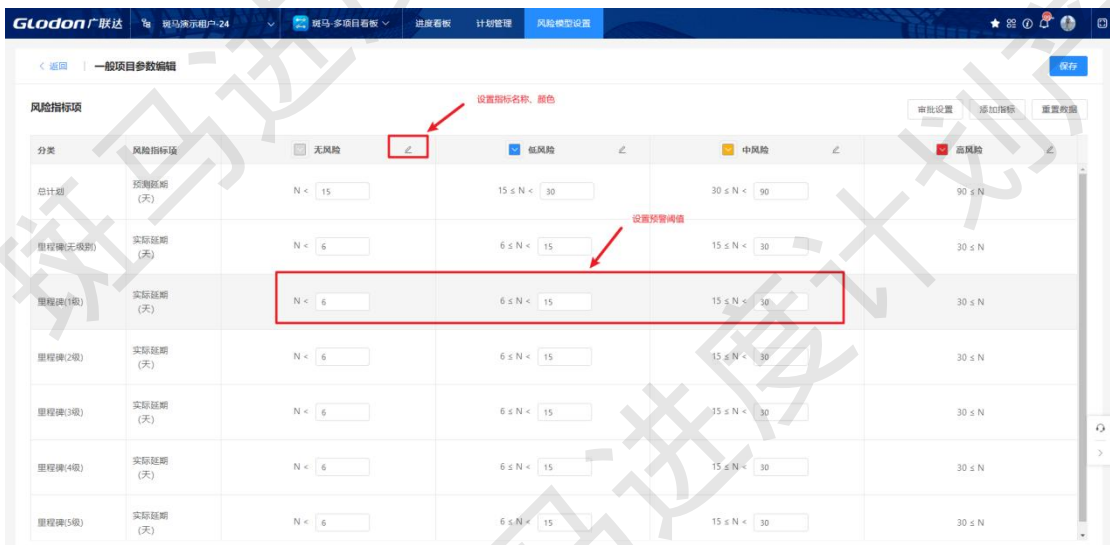 GLodon广联达 斑马演示租户-24 斑马-多项目看板 进度看板 计划管理 风险模型设置
< 返回 一般项目参数编辑 保存
设置指标名称、颜色
风险指标项 审批设置 添加指标 重置数据
分类 风险指标项 无风险 低风险 中风险 高风险
总计划 预测延期 (天) N < 15 15 ≤ N < 30 30 ≤ N < 90 90 ≤ N
设置预警阈值
里程碑(无级别) 实际延期 (天) N < 6 6 ≤ N < 15 15 ≤ N < 30 30 ≤ N
里程碑(1级) 实际延期 (天) N < 6 6 ≤ N < 15 15 ≤ N < 30 30 ≤ N
里程碑(2级) 实际延期 (天) N < 6 6 ≤ N < 15 15 ≤ N < 30 30 ≤ N
里程碑(3级) 实际延期 (天) N < 6 6 ≤ N < 15 15 ≤ N < 30 30 ≤ N
里程碑(4级) 实际延期 (天) N < 6 6 ≤ N < 15 15 ≤ N < 30 30 ≤ N
里程碑(5级) 实际延期 (天) N < 6 6 ≤ N < 15 15 ≤ N < 30 30 ≤ N
斑马进度计划